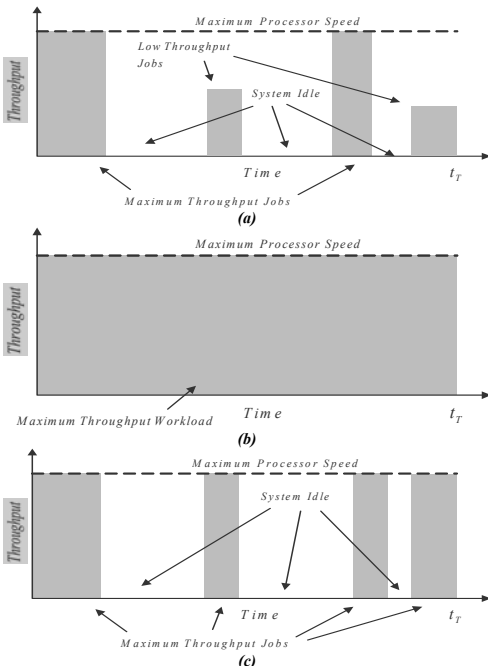 Maximum Processor Speed
Low Throughput
Jobs
Throughput
System Idle
Time
t_T
Maximum Throughput Jobs
(a)
Maximum Processor Speed
Throughput
Maximum Throughput Workload
Time
t_T
(b)
Maximum Processor Speed
System Idle
Throughput
Time
t_T
Maximum Throughput Jobs
(c)